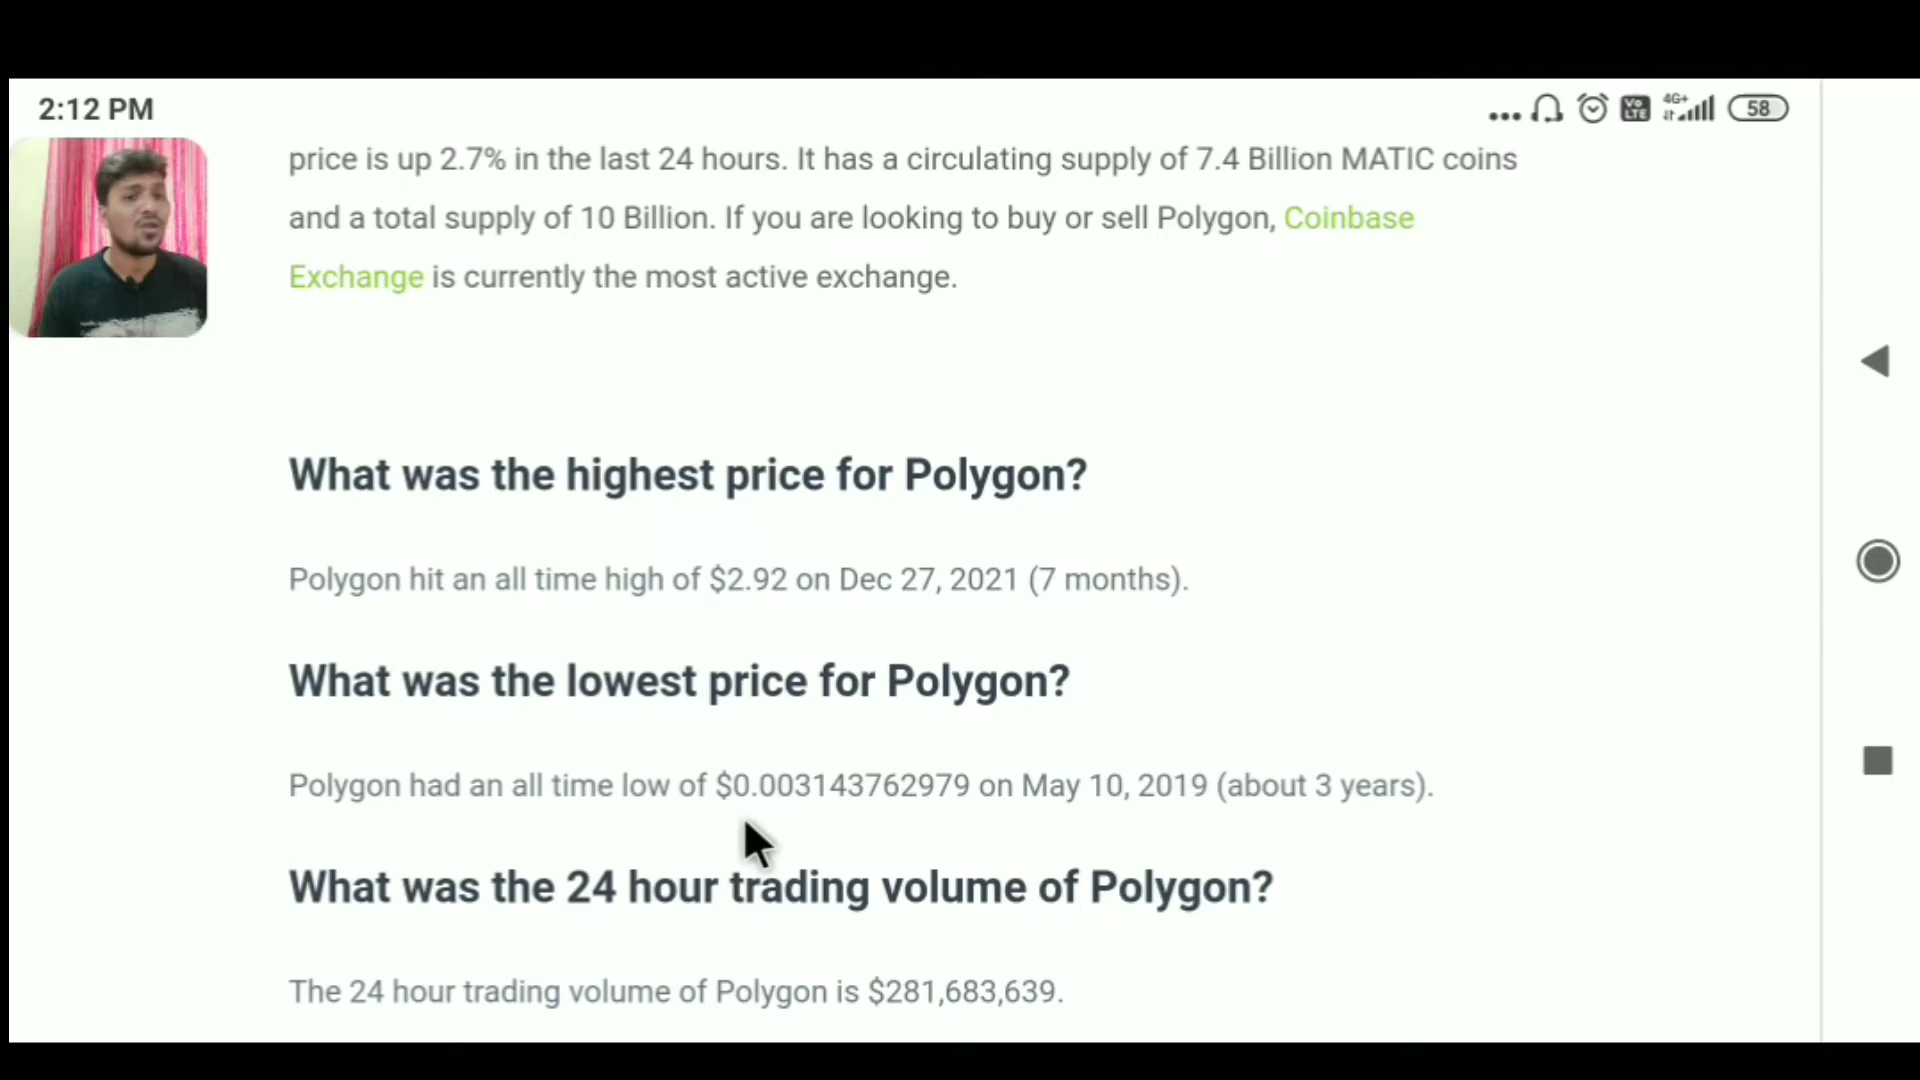 2:12 PM
4G+
Vo
LTE
58
price is up 2.7% in the last 24 hours. It has a circulating supply of 7.4 Billion MATIC coins
and a total supply of 10 Billion. If you are looking to buy or sell Polygon, Coinbase
Exchange is currently the most active exchange.
What was the highest price for Polygon?
Polygon hit an all time high of $2.92 on Dec 27, 2021 (7 months).
What was the lowest price for Polygon?
Polygon had an all time low of $0.003143762979 on May 10, 2019 (about 3 years).
What was the 24 hour trading volume of Polygon?
The 24 hour trading volume of Polygon is $281,683,639.